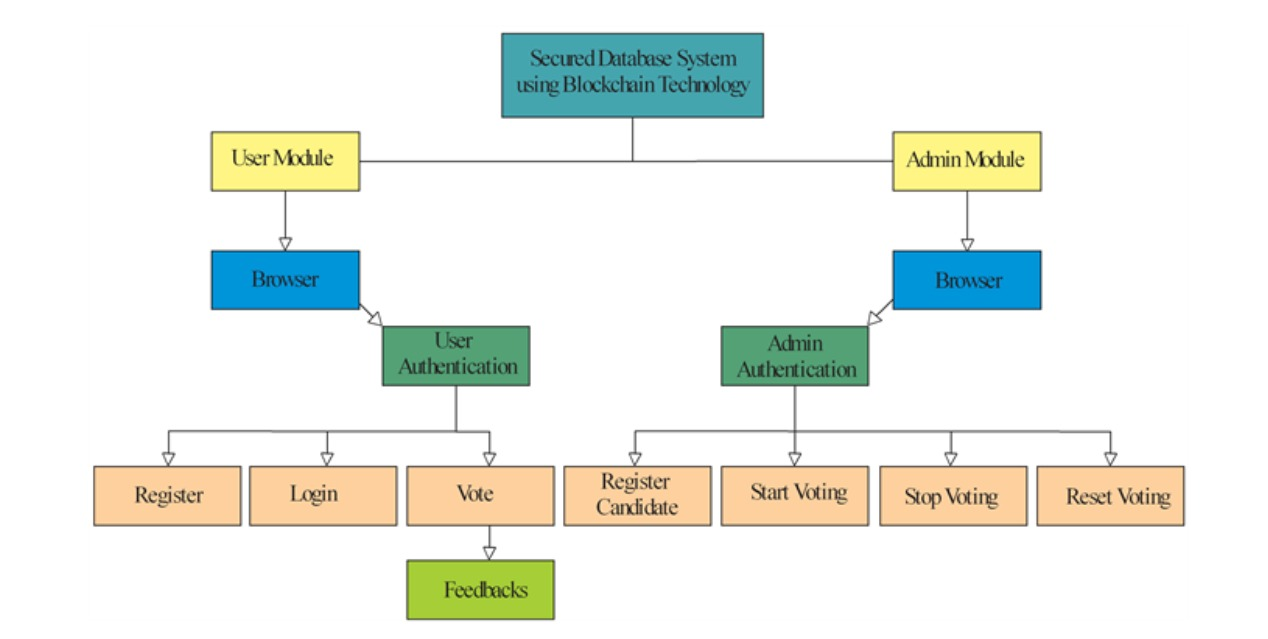 Secured Database System
using Blockchain Technology
User Module
Admin Module
Browser
Browser
User
Authentication
Admin
Authentication
Register
Login
Vote
Register
Candidate
Start Voting
Stop Voting
Reset Voting
Feedbacks